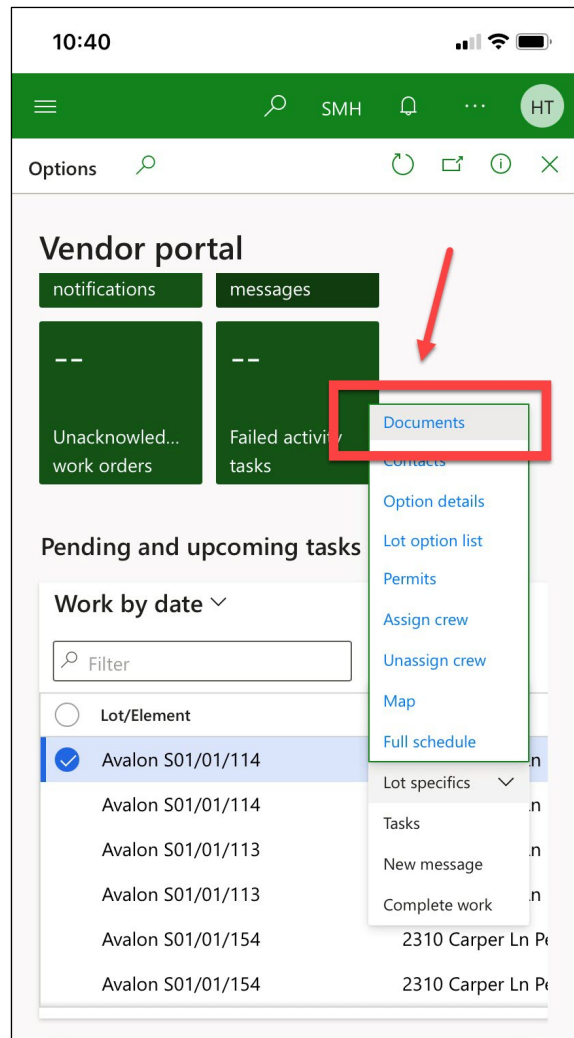 10:40
SMH HT
Options
Vendor portal
notifications
messages
--
Unacknowled...
work orders
--
Failed activity
tasks
Documents
Contacts
Option details
Lot option list
Permits
Assign crew
Unassign crew
Map
Full schedule
Lot specifics
Tasks
New message
Complete work
Pending and upcoming tasks
Work by date
Filter
Lot/Element
Avalon S01/01/114
Avalon S01/01/114
Avalon S01/01/113
Avalon S01/01/113
Avalon S01/01/154 2310 Carper Ln Pe
Avalon S01/01/154 2310 Carper Ln Pe